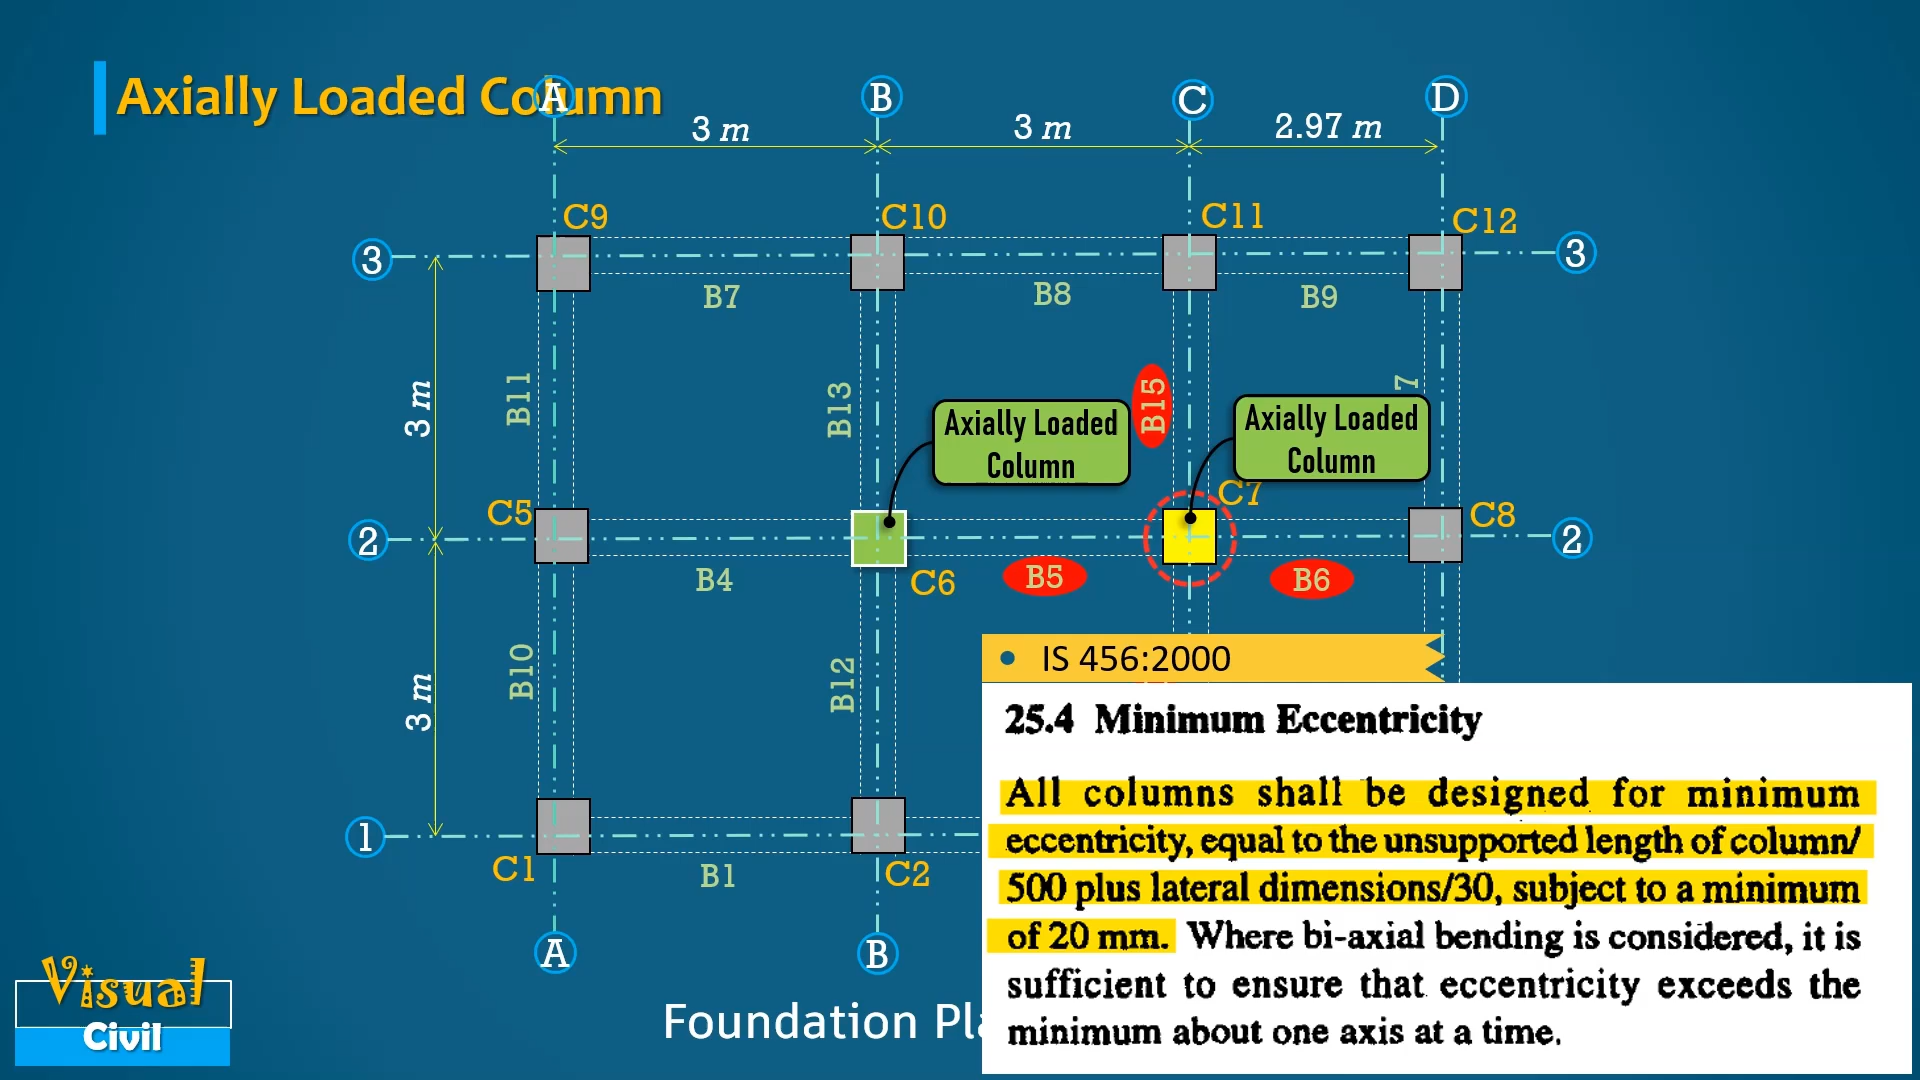 Axially Loaded Column
A
B
C
D
3 m
3 m
2.97 m
C9
C10
C11
C12
3
3
B7
B8
B9
3 m
B11
B13
B15
7
Axially Loaded
Column
Axially Loaded
Column
C5
C7
C8
2
2
B4
C6
B5
B6
3 m
B10
B12
1
C1
B1
C2
A
B
Foundation Pla
IS 456:2000
25.4 Minimum Eccentricity
All columns shall be designed for minimum
eccentricity, equal to the unsupported length of column/
500 plus lateral dimensions/30, subject to a minimum
of 20 mm. Where bi-axial bending is considered, it is
sufficient to ensure that eccentricity exceeds the
minimum about one axis at a time.
Visual
Civil